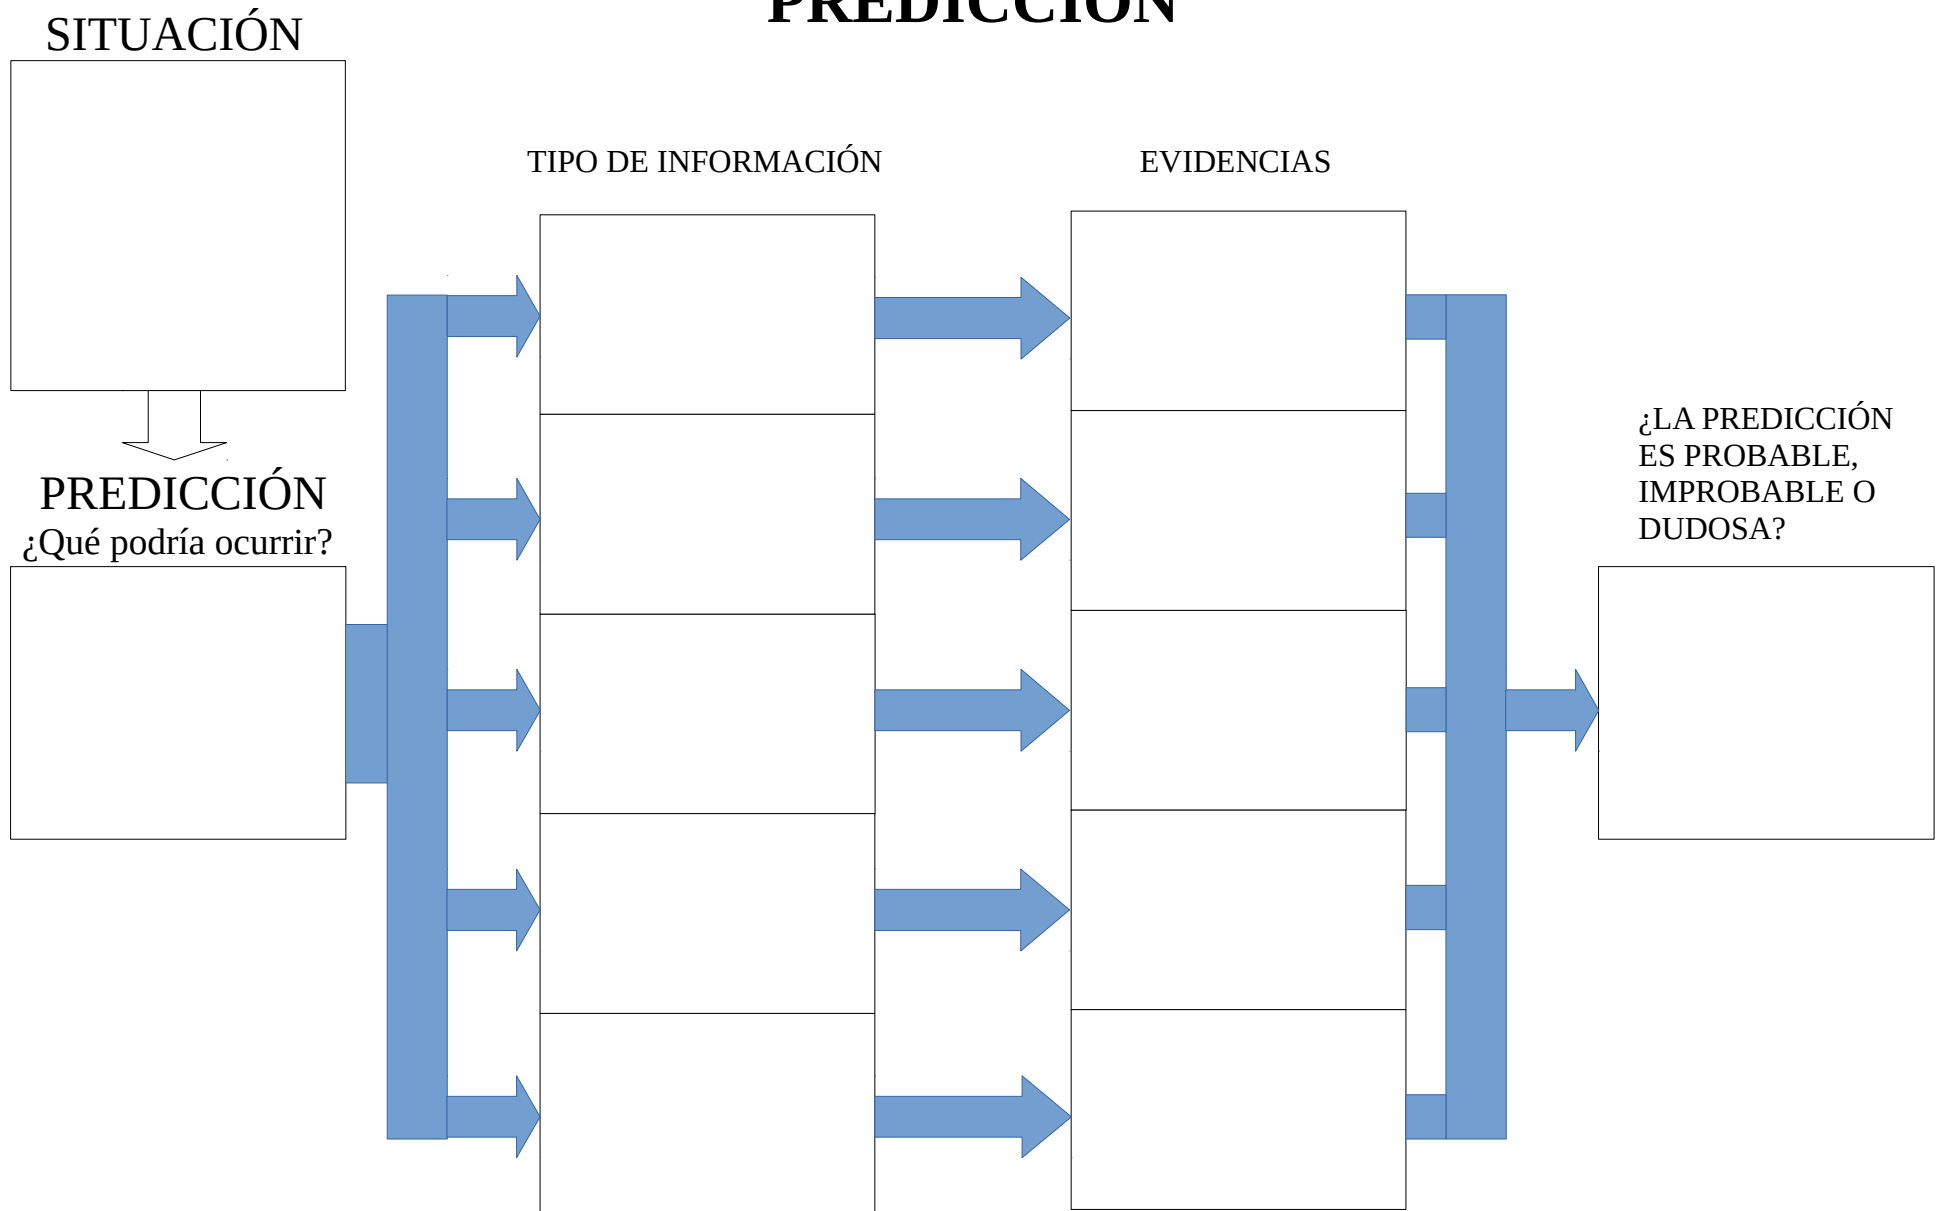 PREDICCIÓN
SITUACIÓN
TIPO DE INFORMACIÓN
EVIDENCIAS
¿LA PREDICCIÓN
ES PROBABLE,
IMPROBABLE O
DUDOSA?
PREDICCIÓN
¿Qué podría ocurrir?